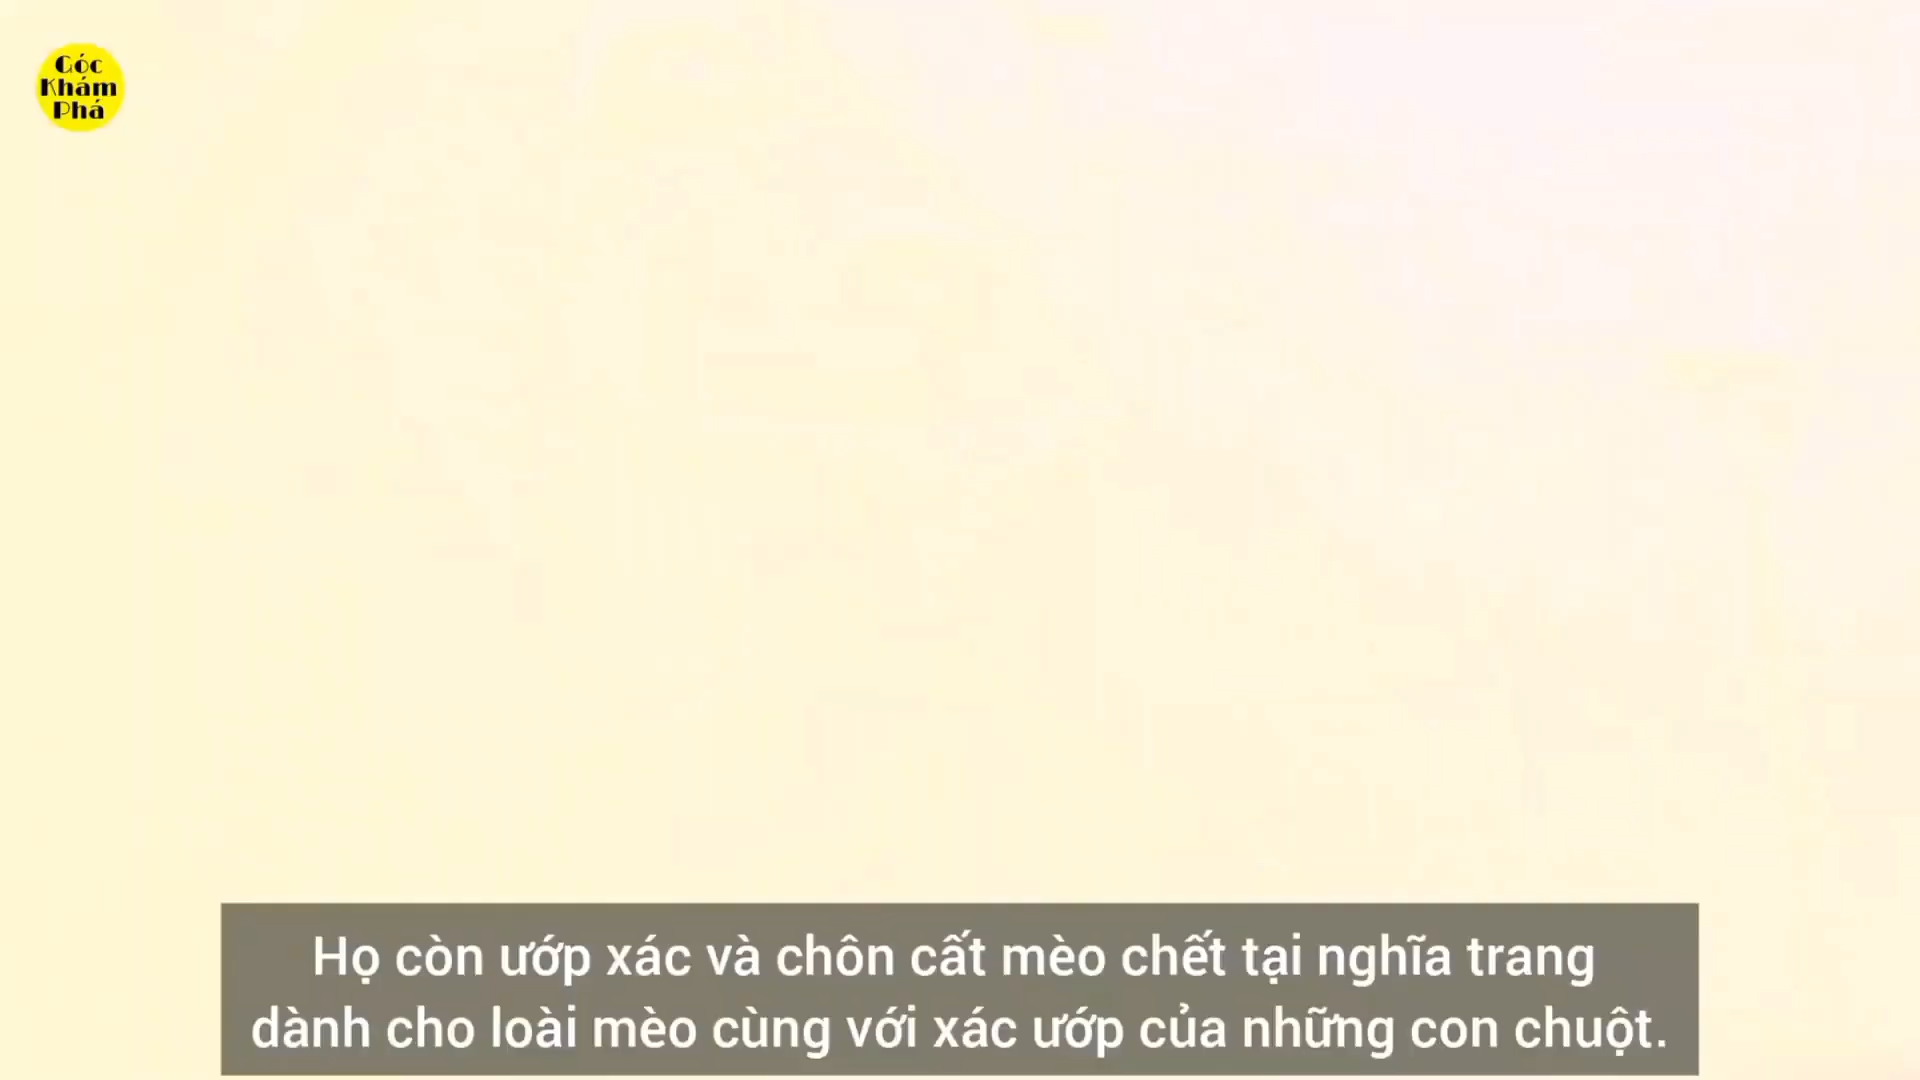 Góc
Khám
Phá
Họ còn ướp xác và chôn cất mèo chết tại nghĩa trang
dành cho loài mèo cùng với xác ướp của những con chuột.